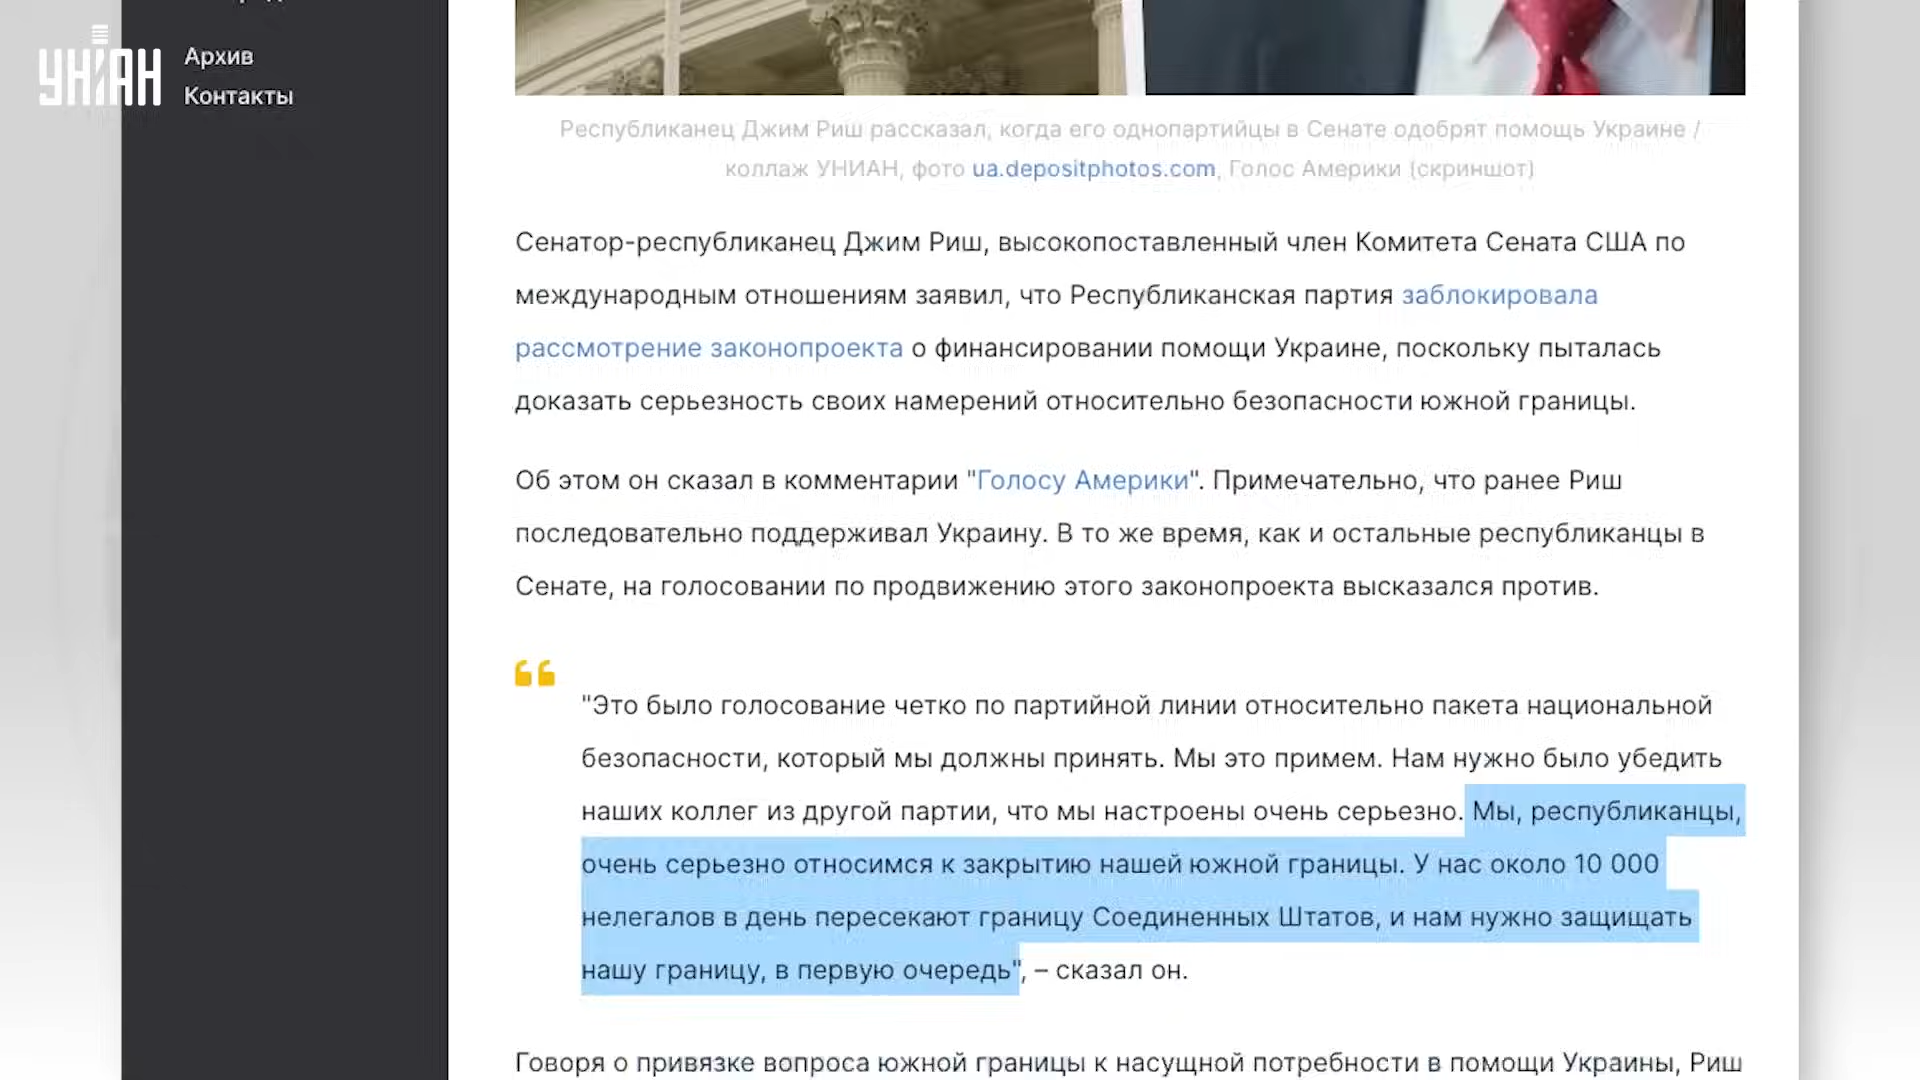 УНІАН
Архив
Контакты
Республиканец Джим Риш рассказал, когда его однопартийцы в Сенате одобрят помощь Украине /
коллаж УНИАН, фото ua.depositphotos.com, Голос Америки (скриншот)
Сенатор-республиканец Джим Риш, высокопоставленный член Комитета Сената США по
международным отношениям заявил, что Республиканская партия заблокировала
рассмотрение законопроекта о финансировании помощи Украине, поскольку пыталась
доказать серьезность своих намерений относительно безопасности южной границы.
Об этом он сказал в комментарии "Голосу Америки". Примечательно, что ранее Риш
последовательно поддерживал Украину. В то же время, как и остальные республиканцы в
Сенате, на голосовании по продвижению этого законопроекта высказался против.
"Это было голосование четко по партийной линии относительно пакета национальной
безопасности, который мы должны принять. Мы это примем. Нам нужно было убедить
наших коллег из другой партии, что мы настроены очень серьезно. Мы, республиканцы,
очень серьезно относимся к закрытию нашей южной границы. У нас около 10 000
нелегалов в день пересекают границу Соединенных Штатов, и нам нужно защищать
нашу границу, в первую очередь", – сказал он.
Говоря о привязке вопроса южной границы к насущной потребности в помощи Украины, Риш